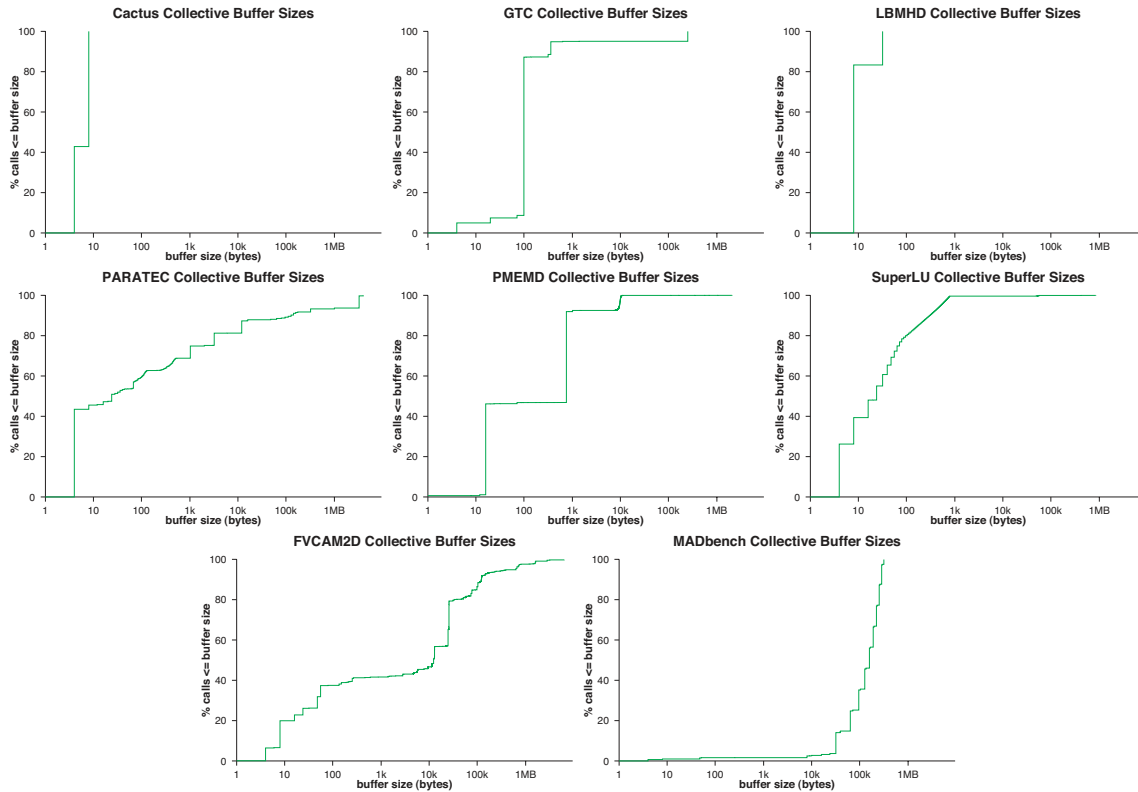 Cactus Collective Buffer Sizes
% calls <= buffer size
100
80
60
40
20
0
1 10 100 1k 10k 100k 1MB
buffer size (bytes)
GTC Collective Buffer Sizes
% calls <= buffer size
100
80
60
40
20
0
1 10 100 1k 10k 100k 1MB
buffer size (bytes)
LBMHD Collective Buffer Sizes
% calls <= buffer size
100
80
60
40
20
0
1 10 100 1k 10k 100k 1MB
buffer size (bytes)
PARATEC Collective Buffer Sizes
% calls <= buffer size
100
80
60
40
20
0
1 10 100 1k 10k 100k 1MB
buffer size (bytes)
PMEMD Collective Buffer Sizes
% calls <= buffer size
100
80
60
40
20
0
1 10 100 1k 10k 100k 1MB
buffer size (bytes)
SuperLU Collective Buffer Sizes
% calls <= buffer size
100
80
60
40
20
0
1 10 100 1k 10k 100k 1MB
buffer size (bytes)
FVCAM2D Collective Buffer Sizes
% calls <= buffer size
100
80
60
40
20
0
1 10 100 1k 10k 100k 1MB
buffer size (bytes)
MADbench Collective Buffer Sizes
% calls <= buffer size
100
80
60
40
20
0
1 10 100 1k 10k 100k 1MB
buffer size (bytes)